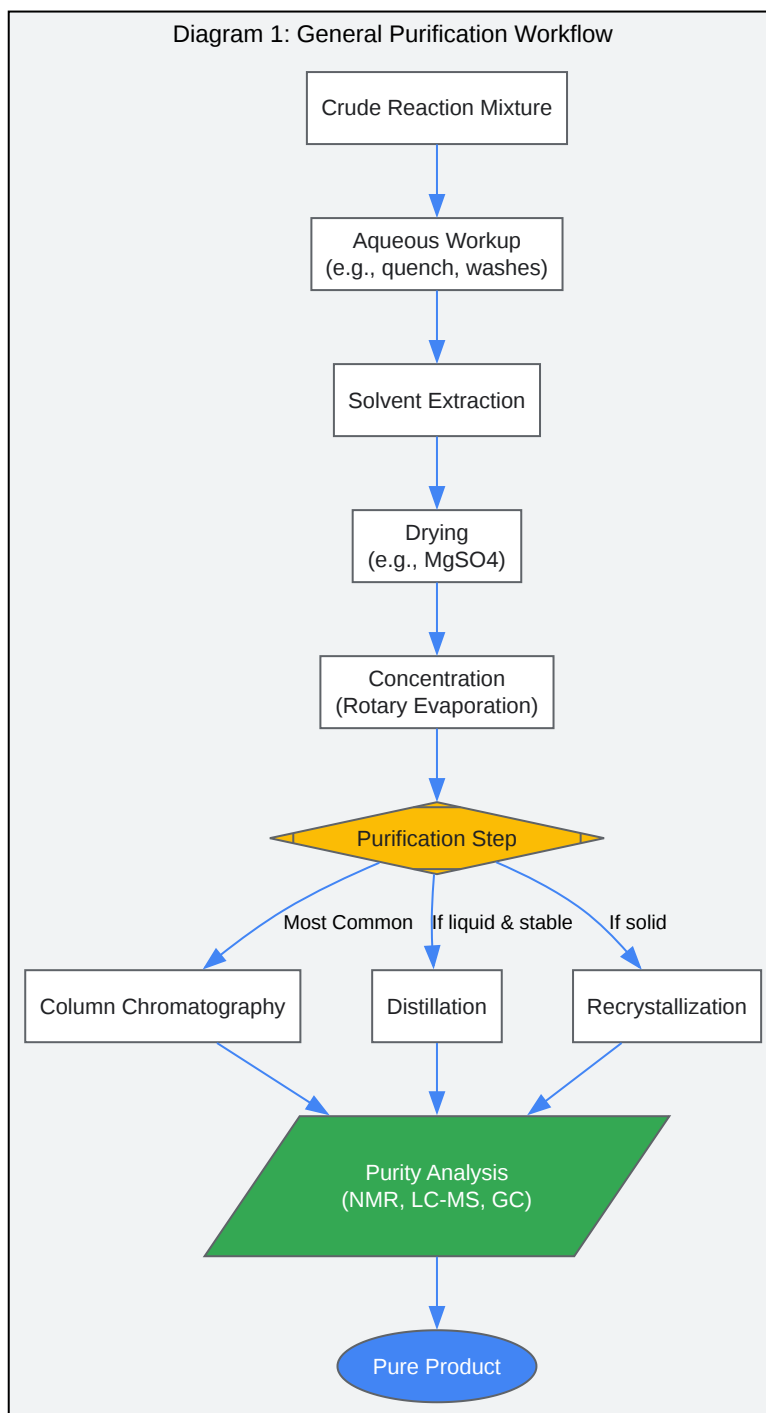 Diagram 1: General Purification Workflow
Crude Reaction Mixture
Aqueous Workup
(e.g., quench, washes)
Solvent Extraction
Drying
(e.g., MgSO4)
Concentration
(Rotary Evaporation)
Purification Step
Most Common
If liquid & stable
If solid
Column Chromatography
Distillation
Recrystallization
Purity Analysis
(NMR, LC-MS, GC)
Pure Product